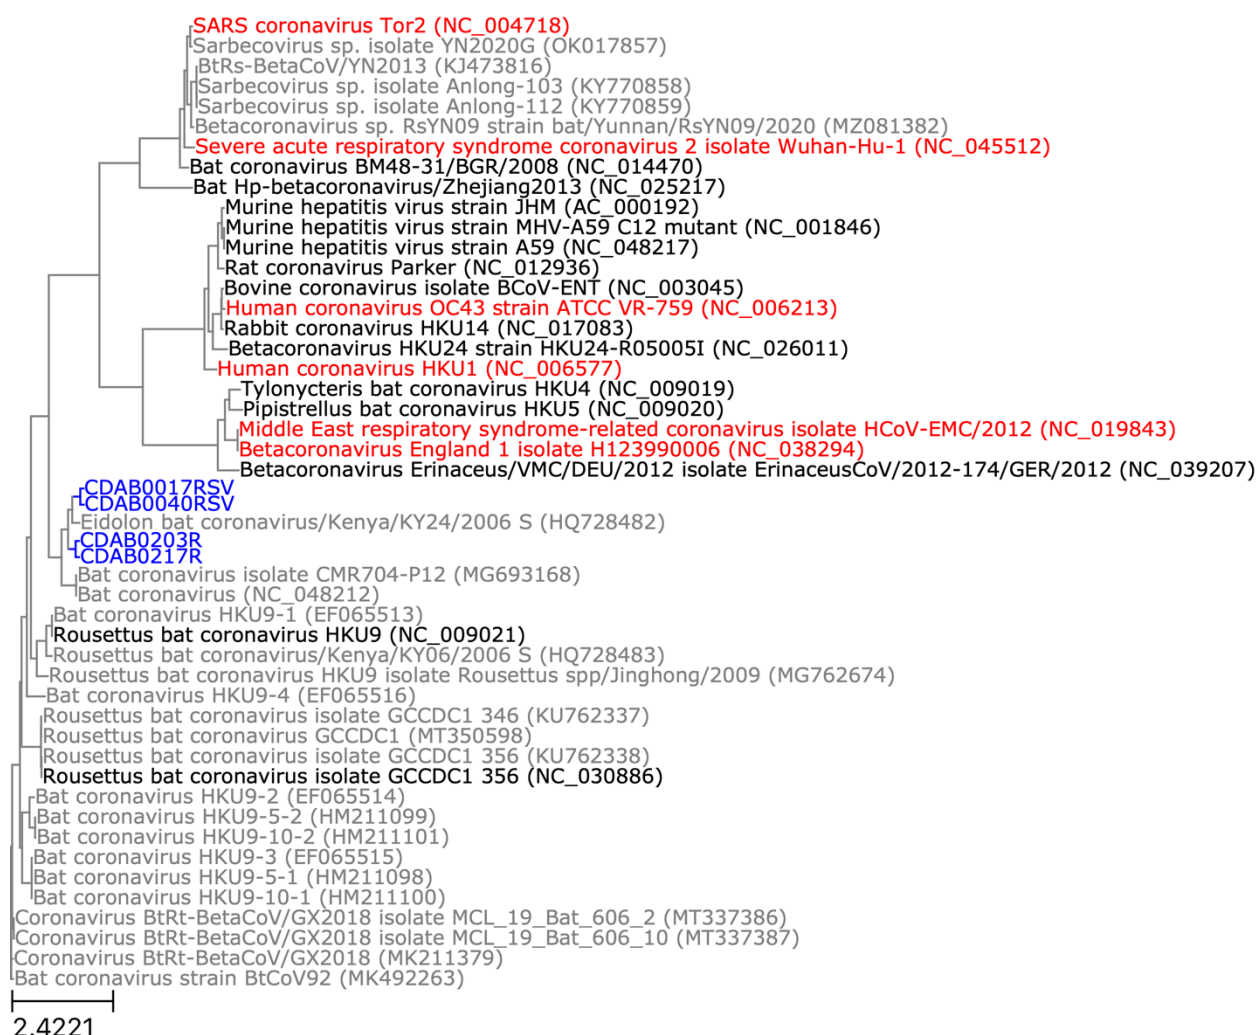 SARS coronavirus Tor2 (NC_004718)
Sarbecovirus sp. isolate YN2020G (OK017857)
BtRs-BetaCoV/YN2013 (KJ473816)
Sarbecovirus sp. isolate Anlong-103 (KY770858)
Sarbecovirus sp. isolate Anlong-112 (KY770859)
Betacoronavirus sp. RsYN09 strain bat/Yunnan/RsYN09/2020 (MZ081382)
Severe acute respiratory syndrome coronavirus 2 isolate Wuhan-Hu-1 (NC_045512)
Bat coronavirus BM48-31/BGR/2008 (NC_014470)
Bat Hp-betacoronavirus/Zhejiang2013 (NC_025217)
Murine hepatitis virus strain JHM (AC_000192)
Murine hepatitis virus strain MHV-A59 C12 mutant (NC_001846)
Murine hepatitis virus strain A59 (NC_048217)
Rat coronavirus Parker (NC_012936)
Bovine coronavirus isolate BCoV-ENT (NC_003045)
Human coronavirus OC43 strain ATCC VR-759 (NC_006213)
Rabbit coronavirus HKU14 (NC_017083)
Betacoronavirus HKU24 strain HKU24-R05005I (NC_026011)
Human coronavirus HKU1 (NC_006577)
Tylonycteris bat coronavirus HKU4 (NC_009019)
Pipistrellus bat coronavirus HKU5 (NC_009020)
Middle East respiratory syndrome-related coronavirus isolate HCoV-EMC/2012 (NC_019843)
Betacoronavirus England 1 isolate H123990006 (NC_038294)
Betacoronavirus Erinaceus/VMC/DEU/2012 isolate ErinaceusCoV/2012-174/GER/2012 (NC_039207)
CDAB0017RSV
CDAB0040RSV
Eidolon bat coronavirus/Kenya/KY24/2006 S (HQ728482)
CDAB0203R
CDAB0217R
Bat coronavirus isolate CMR704-P12 (MG693168)
Bat coronavirus (NC_048212)
Bat coronavirus HKU9-1 (EF065513)
Rousettus bat coronavirus HKU9 (NC_009021)
Rousettus bat coronavirus/Kenya/KY06/2006 S (HQ728483)
Rousettus bat coronavirus HKU9 isolate Rousettus spp/Jinghong/2009 (MG762674)
Bat coronavirus HKU9-4 (EF065516)
Rousettus bat coronavirus isolate GCCDC1 346 (KU762337)
Rousettus bat coronavirus GCCDC1 (MT350598)
Rousettus bat coronavirus isolate GCCDC1 356 (KU762338)
Rousettus bat coronavirus isolate GCCDC1 356 (NC_030886)
Bat coronavirus HKU9-2 (EF065514)
Bat coronavirus HKU9-5-2 (HM211099)
Bat coronavirus HKU9-10-2 (HM211101)
Bat coronavirus HKU9-3 (EF065515)
Bat coronavirus HKU9-5-1 (HM211098)
Bat coronavirus HKU9-10-1 (HM211100)
Coronavirus BtRt-BetaCoV/GX2018 isolate MCL_19_Bat_606_2 (MT337386)
Coronavirus BtRt-BetaCoV/GX2018 isolate MCL_19_Bat_606_10 (MT337387)
Coronavirus BtRt-BetaCoV/GX2018 (MK211379)
Bat coronavirus strain BtCoV92 (MK492263)
2.4221